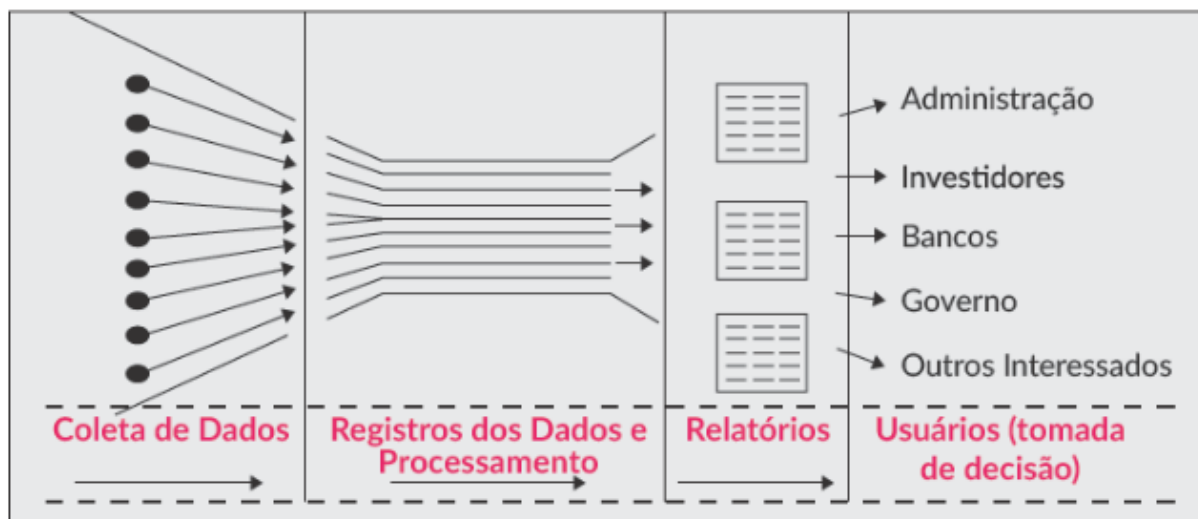 Administração
Investidores
Bancos
Governo
Outros Interessados
Coleta de Dados
Registros dos Dados e
Processamento
Relatórios
Usuários (tomada
de decisão)